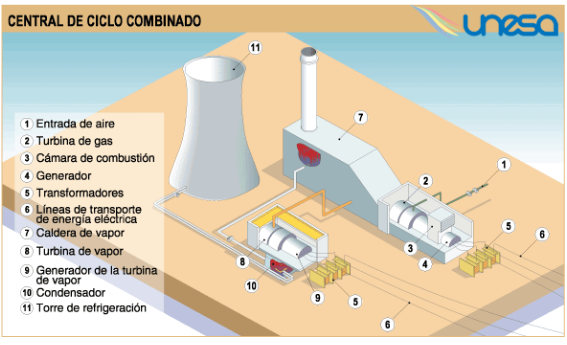 CENTRAL DE CICLO COMBINADO
unesa
11
7
1 Entrada de aire
2 Turbina de gas
3 Cámara de combustión
4 Generador
5 Transformadores
6 Líneas de transporte
de energía eléctrica
7 Caldera de vapor
8 Turbina de vapor
9 Generador de la turbina
de vapor
10 Condensador
11 Torre de refrigeración
1
2
5
6
3
4
8
10
9
5
6